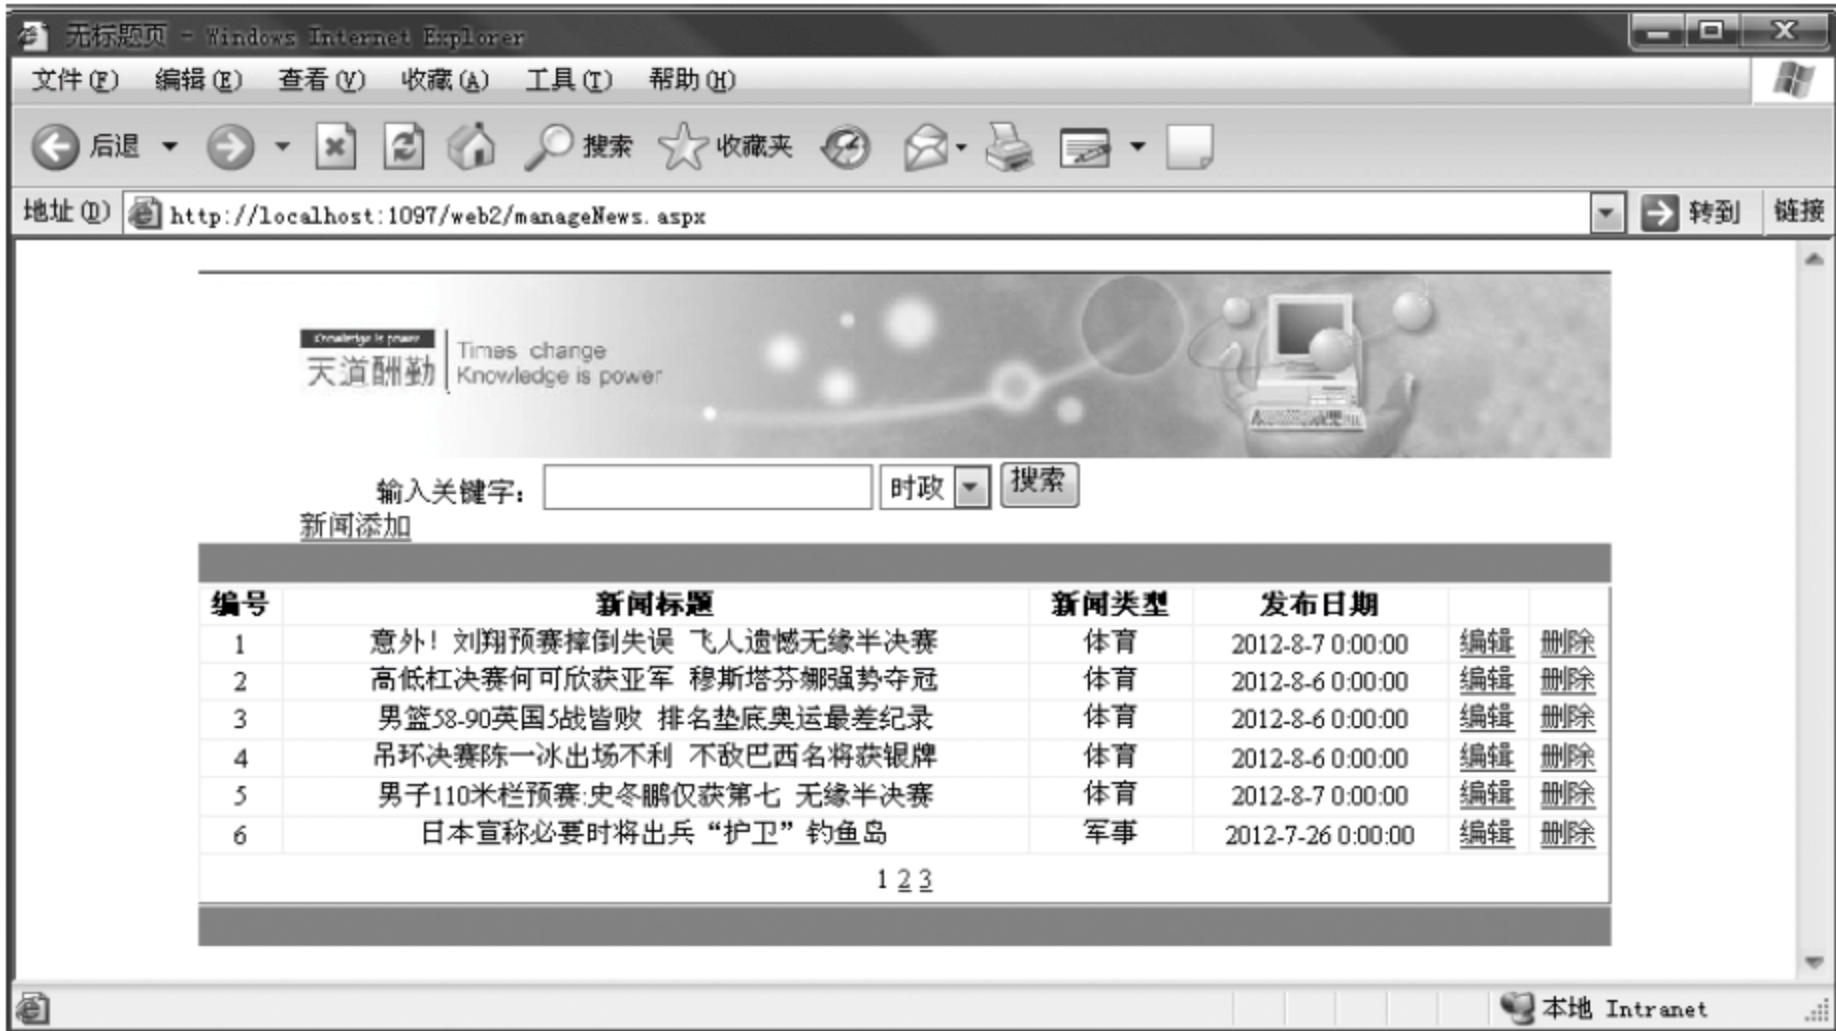 无标题页 - Windows Internet Explorer
文件(F) 编辑(E) 查看(V) 收藏(A) 工具(T) 帮助(H)
后退 搜索 收藏夹
地址(D) http://localhost:1097/web2/manageNews.aspx 转到 链接
Knowledge is power
天道酬勤
Times change
Knowledge is power
输入关键字： 时政 搜索
新闻添加
编号 新闻标题 新闻类型 发布日期
1 意外！刘翔预赛摔倒失误 飞人遗憾无缘半决赛 体育 2012-8-7 0:00:00 编辑 删除
2 高低杠决赛何可欣获亚军 穆斯塔芬娜强势夺冠 体育 2012-8-6 0:00:00 编辑 删除
3 男篮58-90英国5战皆败 排名垫底奥运最差纪录 体育 2012-8-6 0:00:00 编辑 删除
4 吊环决赛陈一冰出场不利 不敌巴西名将获银牌 体育 2012-8-6 0:00:00 编辑 删除
5 男子110米栏预赛:史冬鹏仅获第七 无缘半决赛 体育 2012-8-7 0:00:00 编辑 删除
6 日本宣称必要时将出兵“护卫”钓鱼岛 军事 2012-7-26 0:00:00 编辑 删除
1 2 3
本地 Intranet